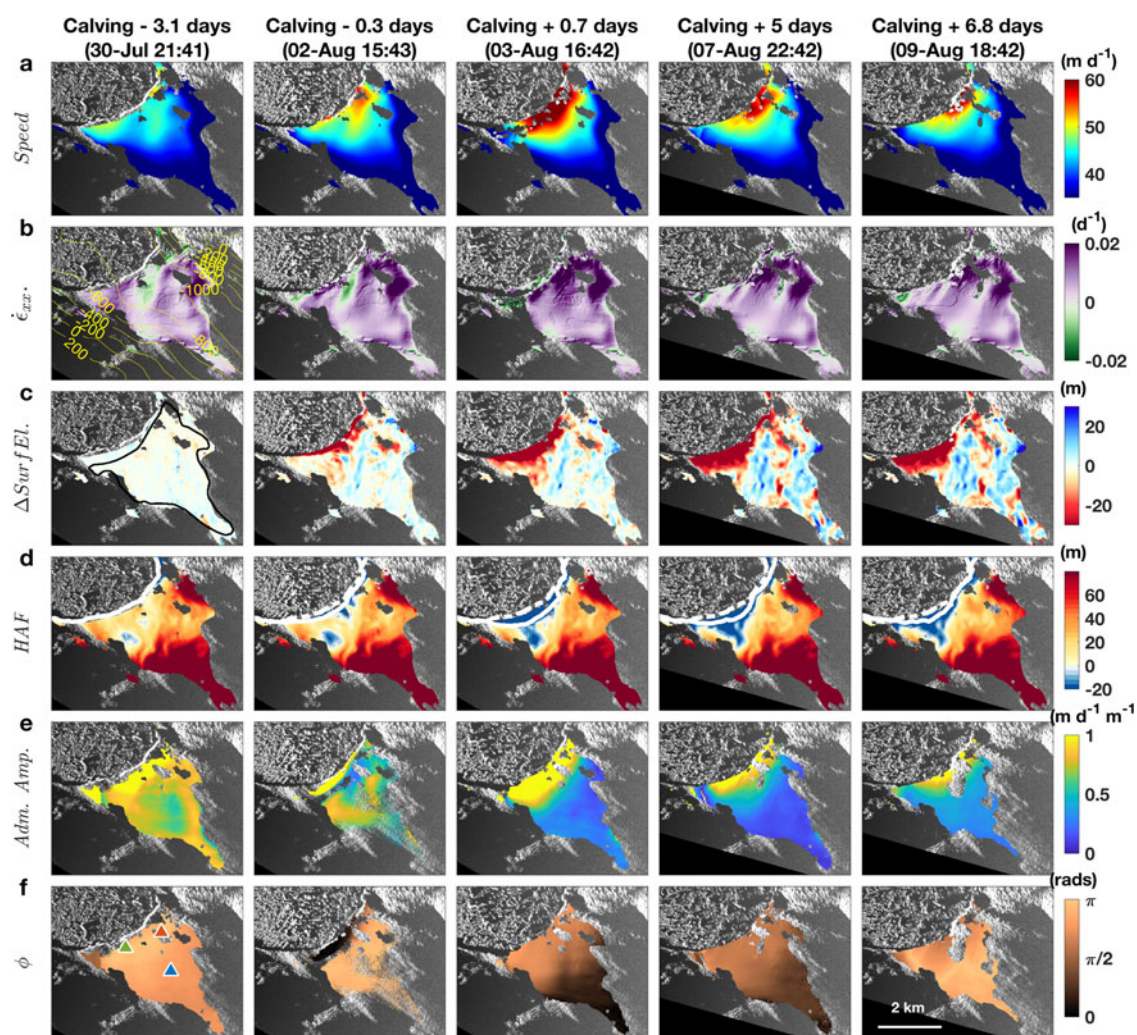 Calving - 3.1 days Calving - 0.3 days Calving + 0.7 days Calving + 5 days Calving + 6.8 days
(30-Jul 21:41) (02-Aug 15:43) (03-Aug 16:42) (07-Aug 22:42) (09-Aug 18:42)
(m d⁻¹)
a
Speed
60
50
40
b
ϵ̇xx*
(d⁻¹)
0.02
0
-0.02
-1000
-600
-400
-200
0
200
-800
c
ΔSurfEl.
(m)
20
0
-20
d
HAF
(m)
60
40
20
0
-20
e
Adm. Amp.
(m d⁻¹ m⁻¹)
1
0.5
0
f
ϕ
(rads)
π
π/2
0
2 km